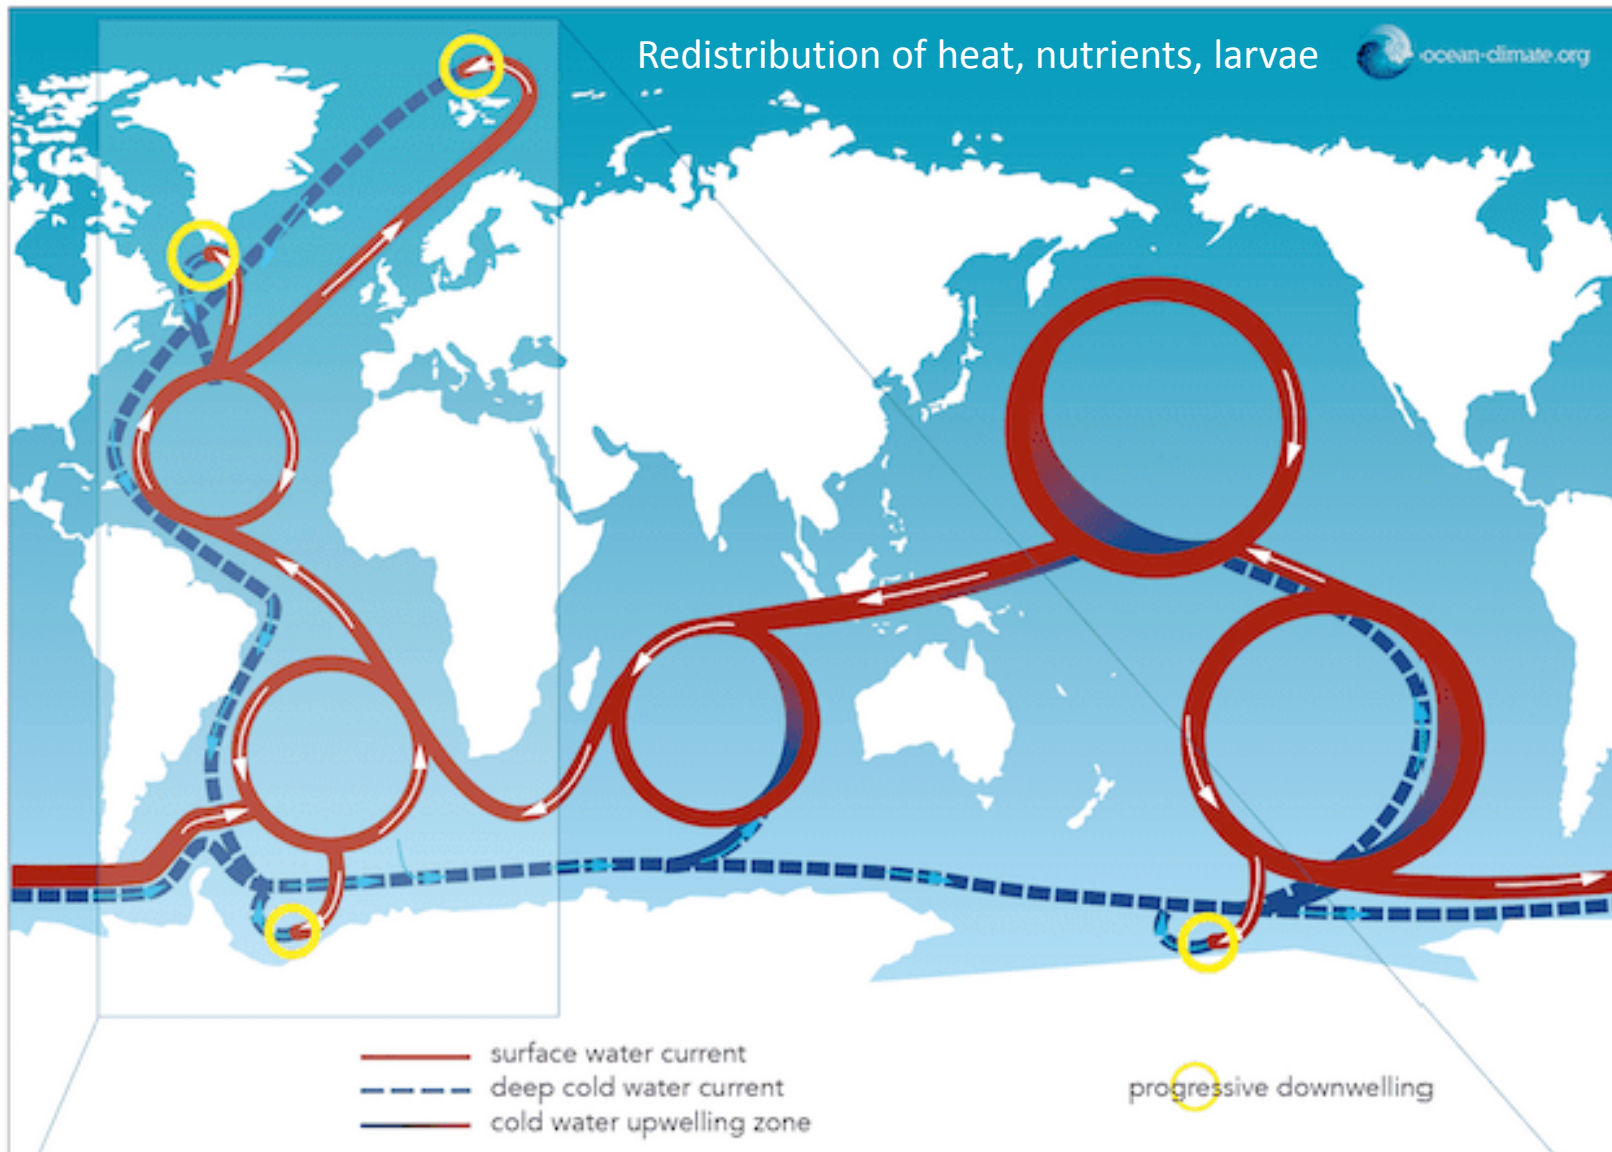 Redistribution of heat, nutrients, larvae
ocean-climate.org
surface water current
deep cold water current
cold water upwelling zone
progressive downwelling